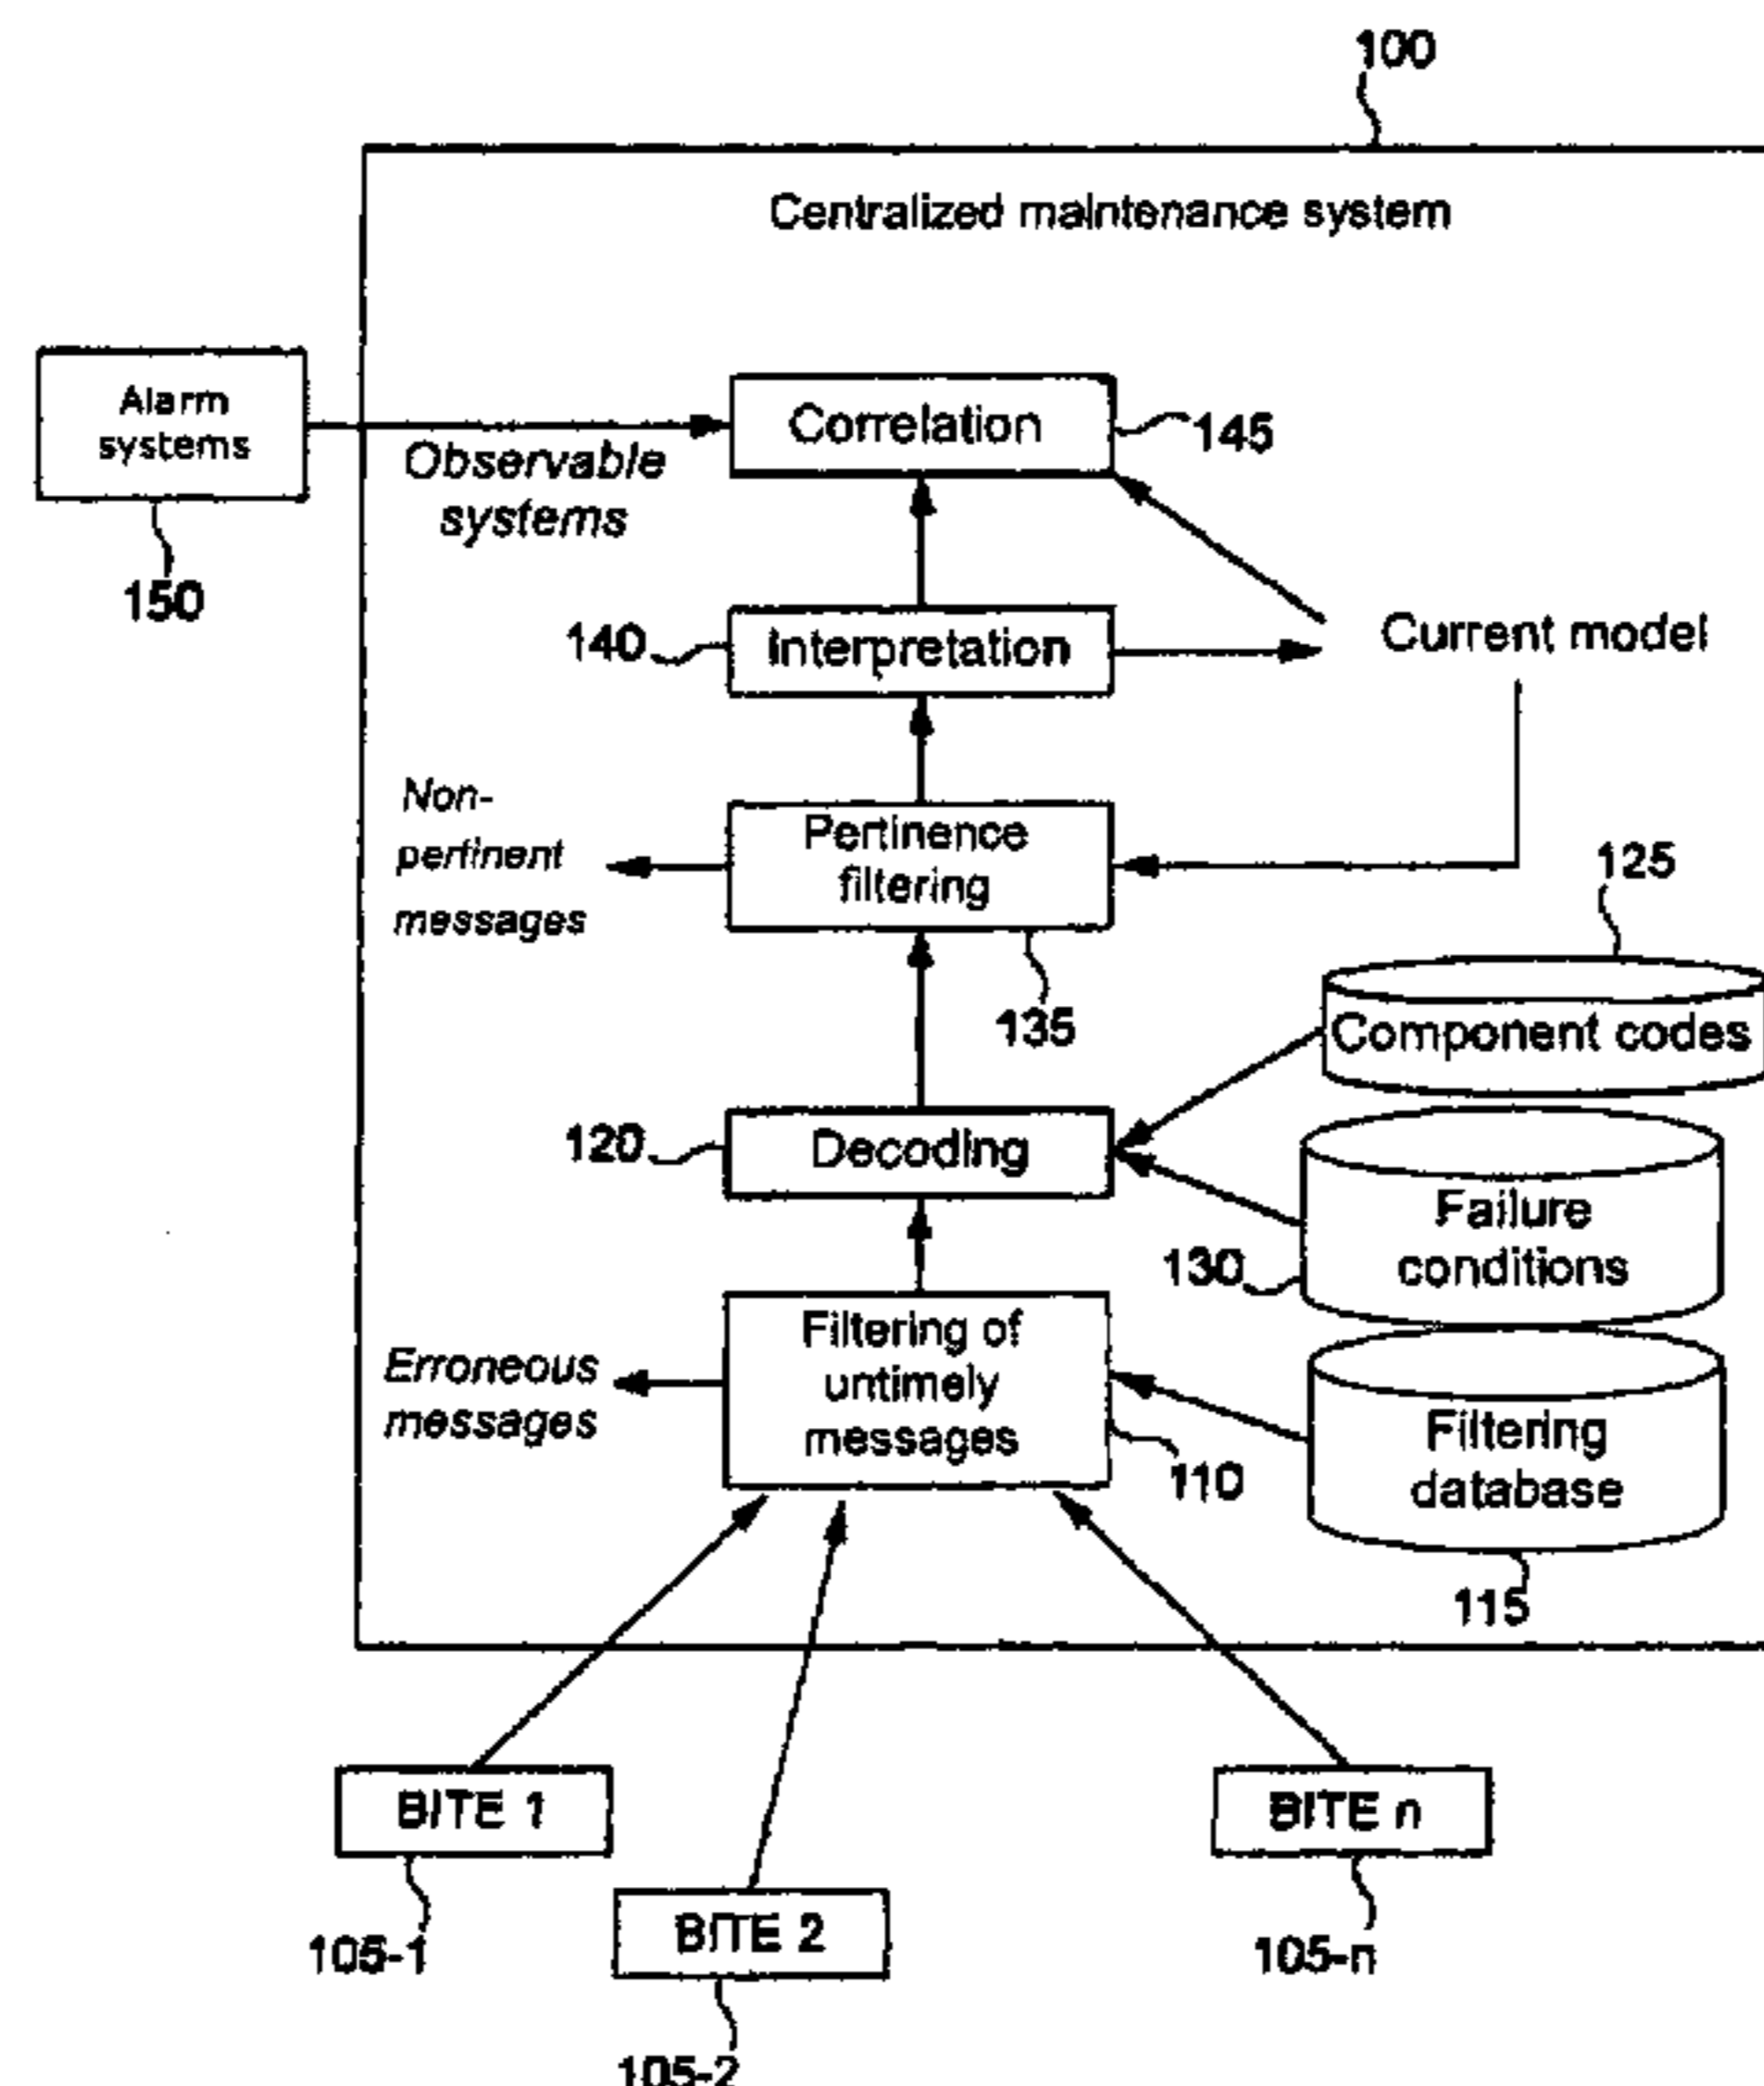 100
Centralized maintenance system
Alarm
systems
150
Observable
systems
Correlation
145
140
Interpretation
Current model
Non-
pertinent
messages
Pertinence
filtering
135
125
Component codes
120
Decoding
Failure
conditions
130
Erroneous
messages
Filtering of
untimely
messages
110
Filtering
database
115
BITE 1
105-1
BITE 2
105-2
BITE n
105-n